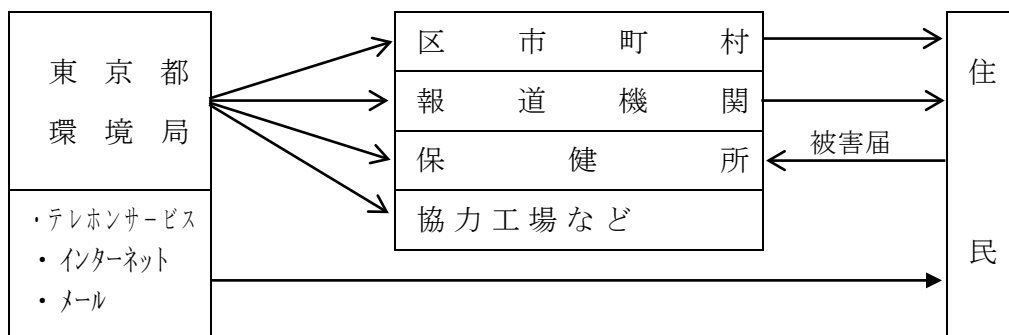 東京都
環境局
・テレホンサービス
・インターネット
・メール
区市町村
報道機関
保健所
協力工場など
被害届
住民